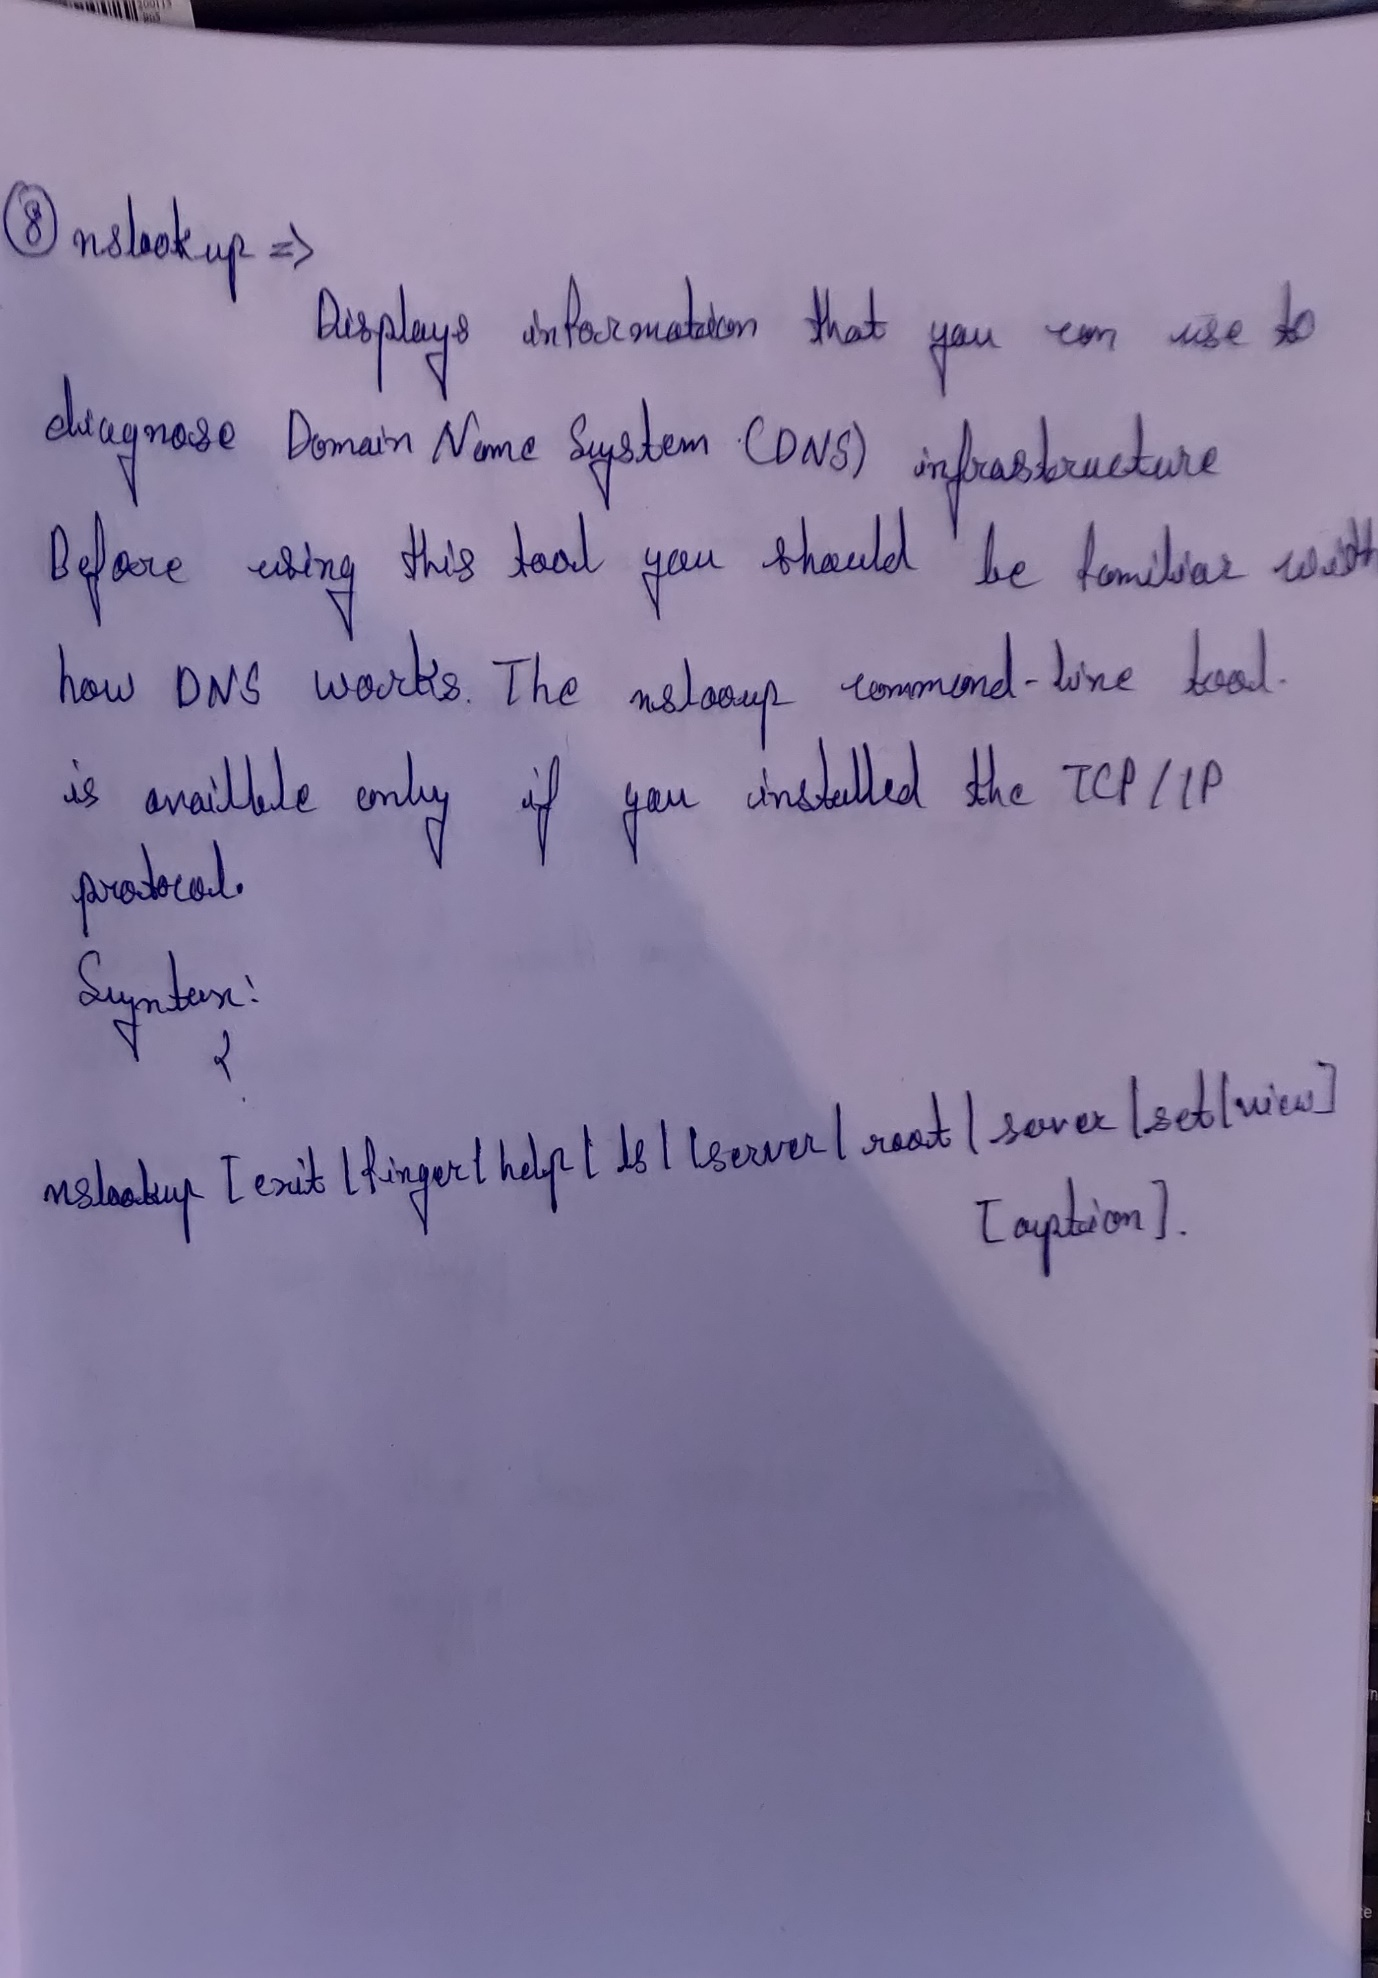 ⑧ nslookup =>
Displays information that you can use to
diagnose Domain Name System (DNS) infrastructure
Before using this tool you should be familiar with
how DNS works. The nslooup command-line tool.
is availlble only if you installed the TCP/IP
protocol.
Syntax:
nslookup [exit | finger | help | ls | lserver | root | server | set | view]
[option].